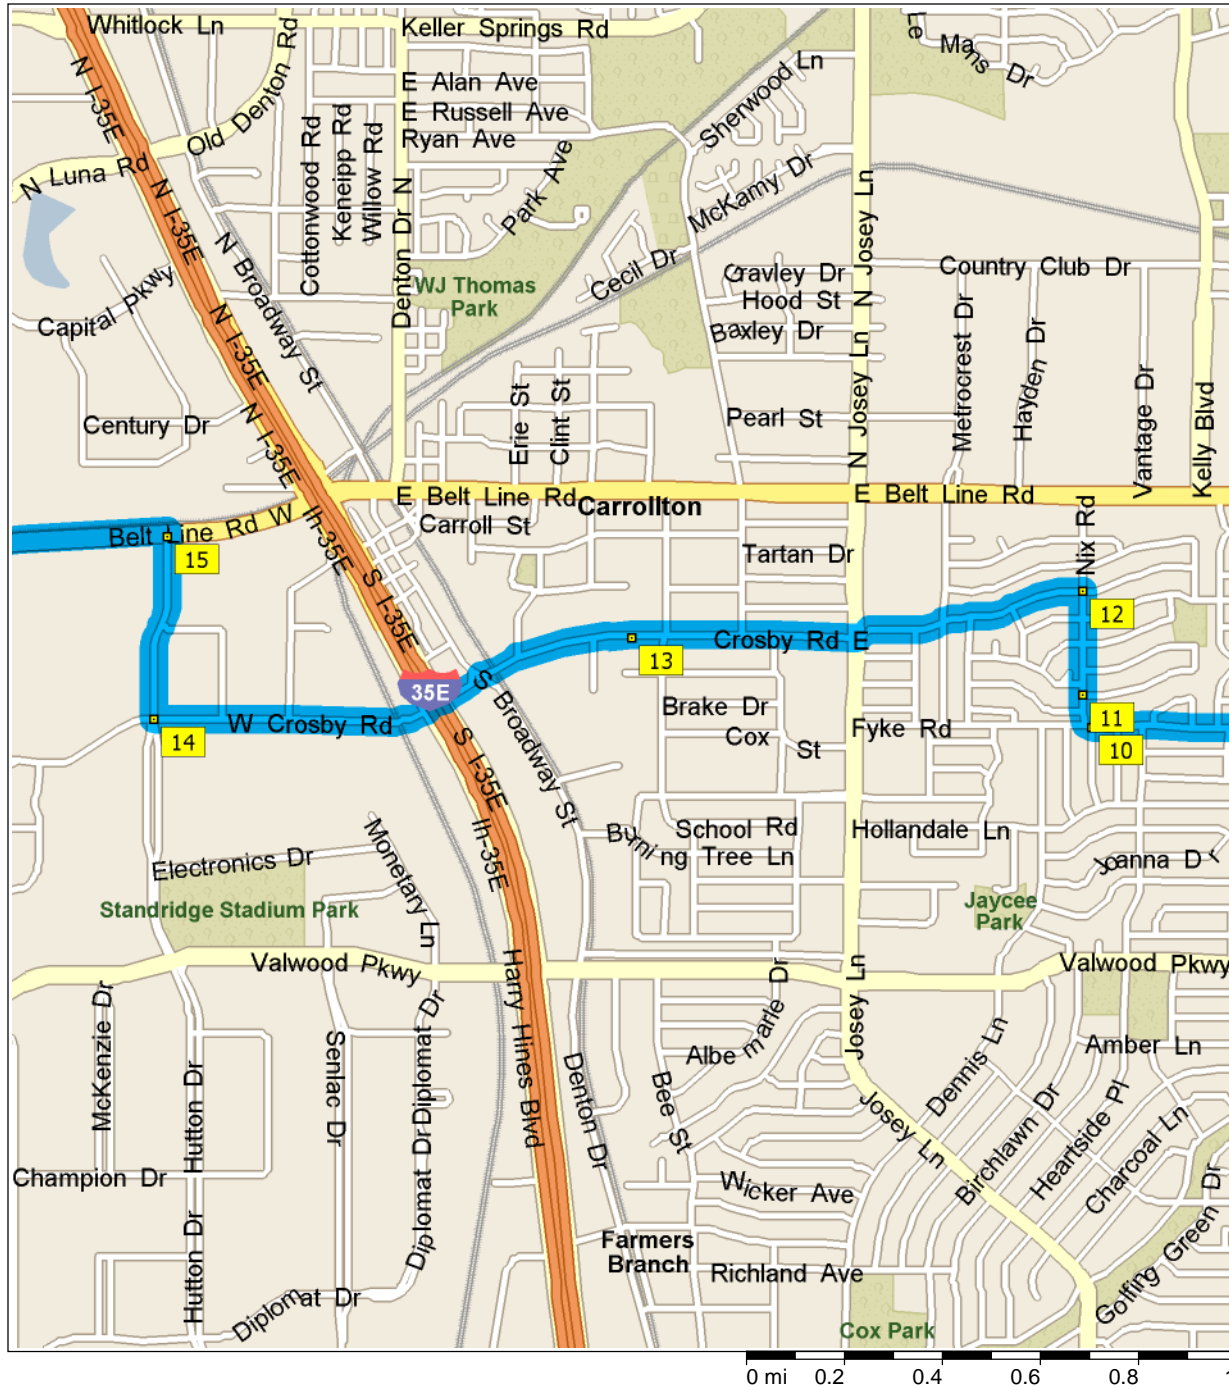 Whitlock Ln
Keller Springs Rd
Le Mans Dr
N I-35E
Old Denton Rd
E Alan Ave
E Russell Ave
Ryan Ave
Sherwood Ln
N Luna Rd
Cottonwood Rd
Keneipp Rd
Willow Rd
Denton Dr N
Park Ave
McKamy Dr
N Josey Ln
N I-35E
N Broadway St
Cecil Dr
Gravley Dr
Hood St
Baxley Dr
Country Club Dr
WJ Thomas
Park
Capital Pkwy
N I-35E
N Josey Ln
Metrocrest Dr
Hayden Dr
Vantage Dr
Kelly Blvd
Century Dr
N I-35E
Erie St
Clint St
Pearl St
E Belt Line Rd
Carrollton
E Belt Line Rd
Carroll St
Belt Line Rd W
Ih-35E
15
Tartan Dr
Nix Rd
S I-35E
12
Crosby Rd E
13
35E
S Broadway St
Brake Dr
Cox St
Fyke Rd
11
10
14
W Crosby Rd
S I-35E
Ih-35E
Monetary Ln
Burning Tree Ln
School Rd
Hollandale Ln
Joanna Dr
Electronics Dr
Standridge Stadium Park
Jaycee
Park
Valwood Pkwy
Valwood Pkwy
Harry Hines Blvd
Josey Ln
McKenzie Dr
Hutton Dr
Senlac Dr
Diplomat Dr
Denton Dr
Albemarle Dr
Bee St
Dennis Ln
Amber Ln
Josey Ln
Birchlawn Dr
Heartside Pl
Charcoal Ln
Champion Dr
Hutton Dr
Diplomat Dr
Wicker Ave
Golfing Green Dr
Farmers
Branch
Richland Ave
Diplomat Dr
Cox Park
0 mi 0.2 0.4 0.6 0.8 1